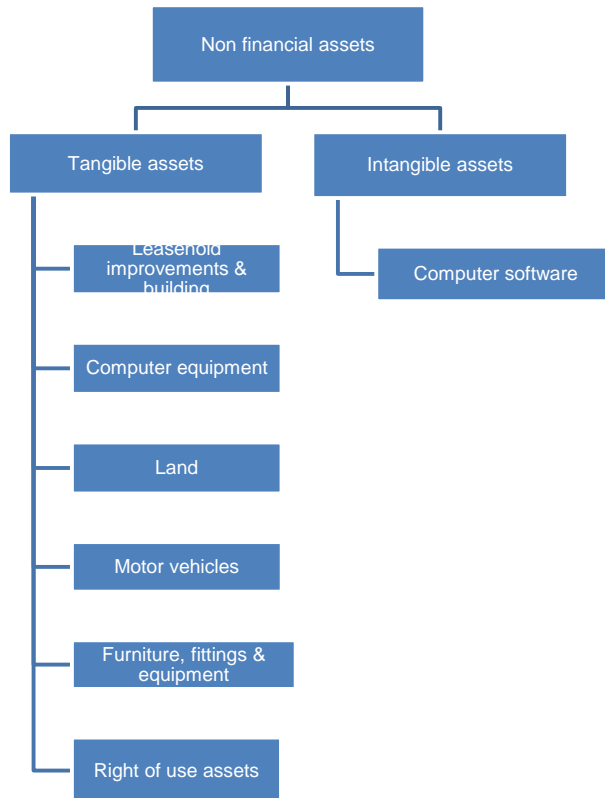 Non financial assets
Tangible assets
Intangible assets
Leasehold
improvements &
building
Computer software
Computer equipment
Land
Motor vehicles
Furniture, fittings &
equipment
Right of use assets